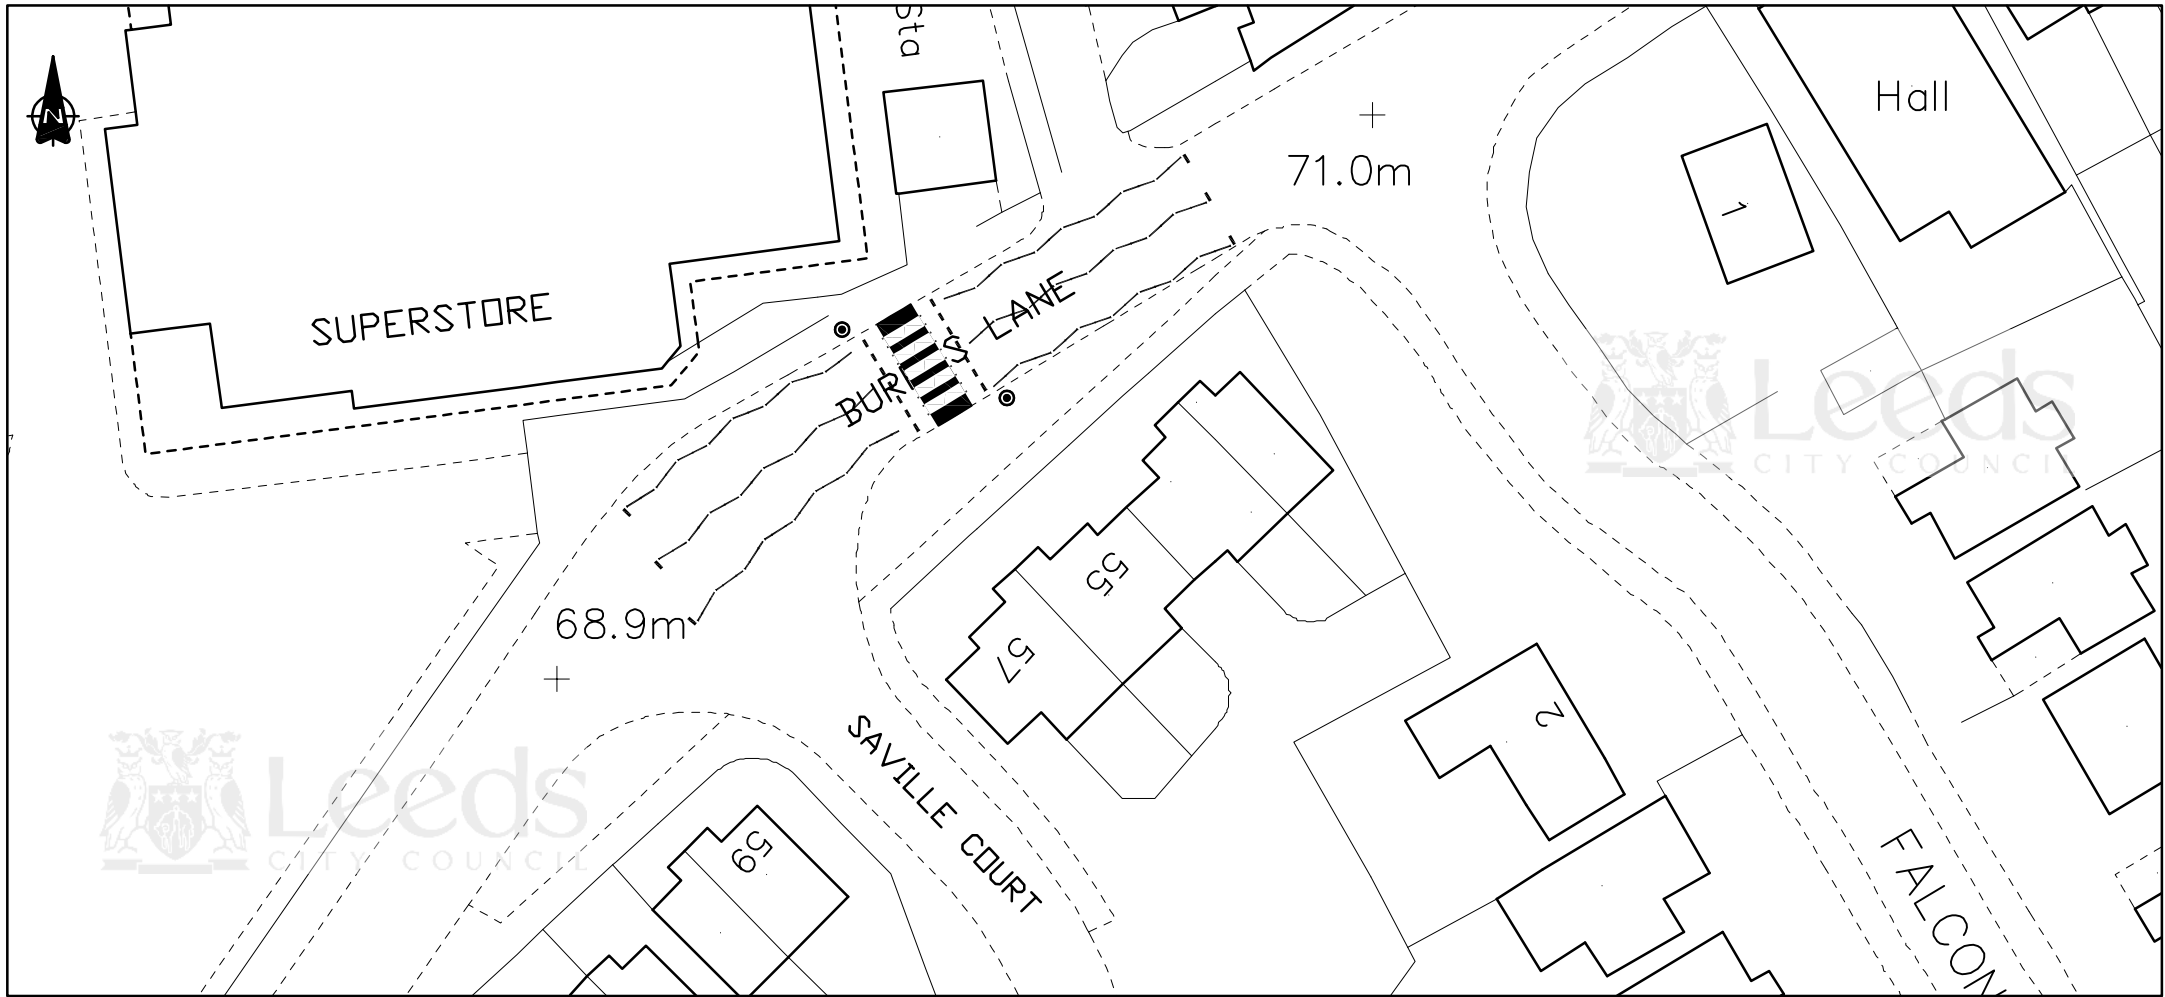 Sta
N
Hall
71.0m
1
SUPERSTORE
BUR S LANE
Leeds
CITY COUNCIL
55
57
68.9m
2
SAVILLE COURT
Leeds
CITY COUNCIL
59
FALCON